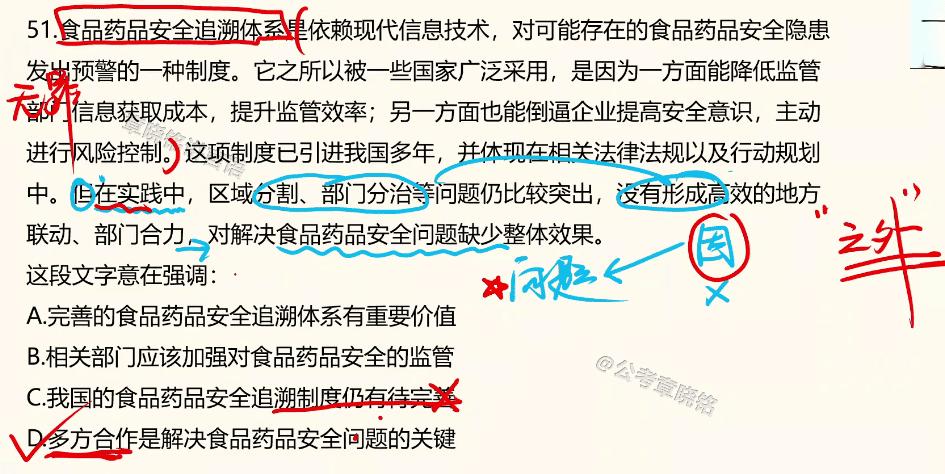 51.食品药品安全追溯体系是依赖现代信息技术，对可能存在的食品药品安全隐患
发出预警的一种制度。它之所以被一些国家广泛采用，是因为一方面能降低监管
部门信息获取成本，提升监管效率；另一方面也能倒逼企业提高安全意识，主动
进行风险控制。这项制度已引进我国多年，并体现在相关法律法规以及行动规划
中。但在实践中，区域分割、部门分治等问题仍比较突出，没有形成高效的地方
联动、部门合力，对解决食品药品安全问题缺少整体效果。
这段文字意在强调：
A.完善的食品药品安全追溯体系有重要价值
B.相关部门应该加强对食品药品安全的监管
C.我国的食品药品安全追溯制度仍有待完善
D.多方合作是解决食品药品安全问题的关键
无
"之外"
问题
因
@公考章晓铭